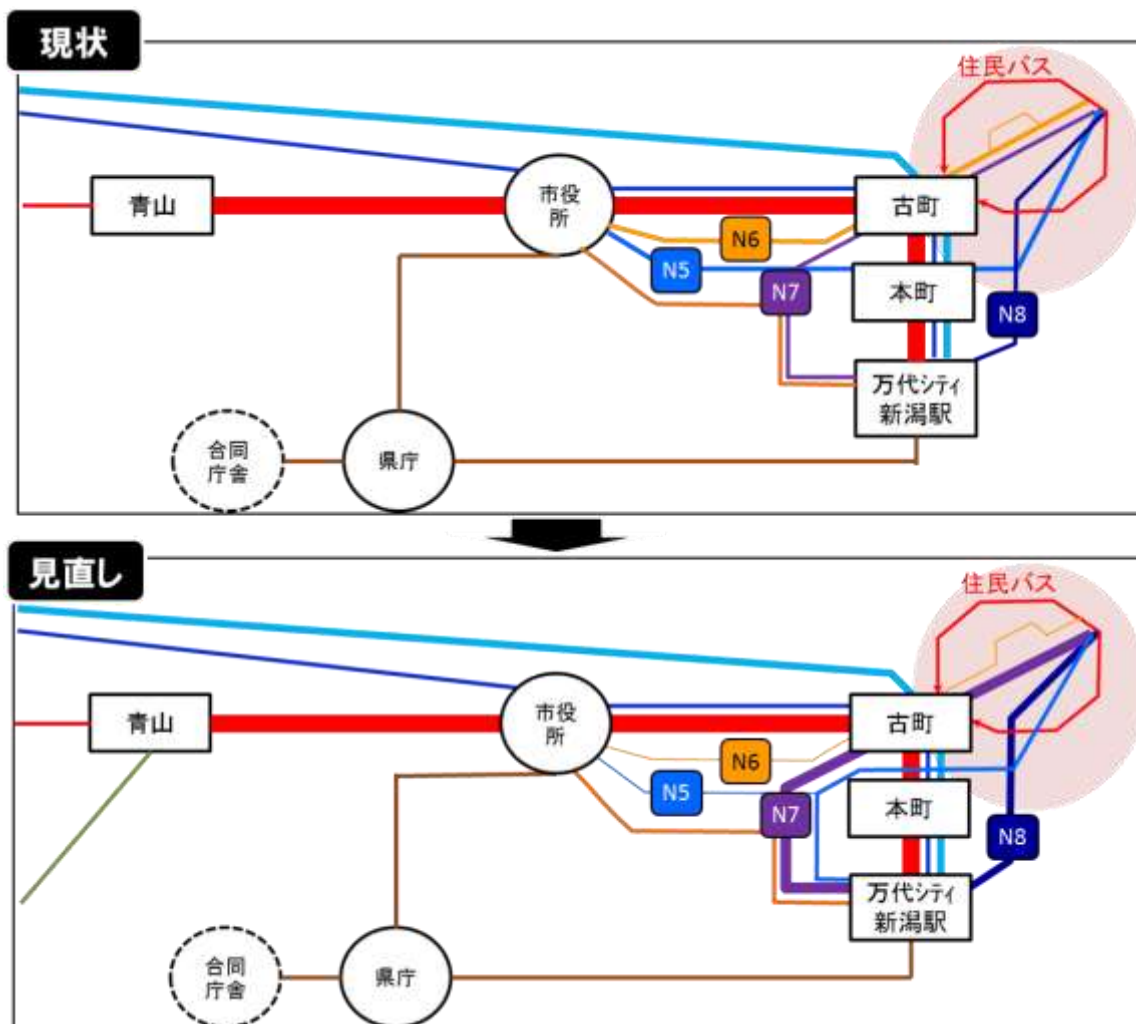 現状
住民バス
青山
市役
所
古町
N6
N5
N7
本町
N8
万代シティ
新潟駅
合同
庁舎
県庁
見直し
住民バス
青山
市役
所
古町
N6
N5
N7
本町
N8
万代シティ
新潟駅
合同
庁舎
県庁